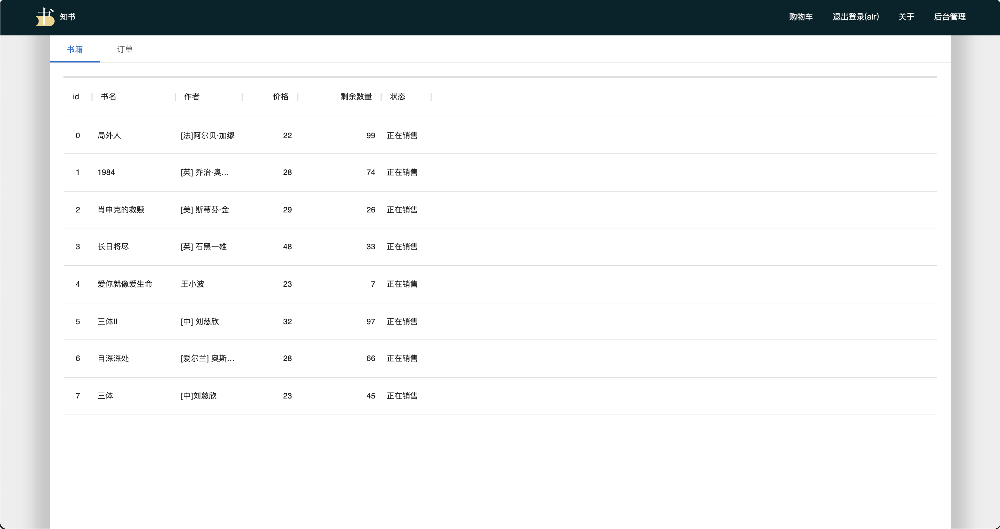 书 知书 购物车 退出登录(air) 关于 后台管理
书籍 订单
id 书名 作者 价格 剩余数量 状态
0 局外人 [法]阿尔贝·加缪 22 99 正在销售
1 1984 [英] 乔治·奥... 28 74 正在销售
2 肖申克的救赎 [美] 斯蒂芬·金 29 26 正在销售
3 长日将尽 [英] 石黑一雄 48 33 正在销售
4 爱你就像爱生命 王小波 23 7 正在销售
5 三体II [中] 刘慈欣 32 97 正在销售
6 自深深处 [爱尔兰] 奥斯... 28 66 正在销售
7 三体 [中]刘慈欣 23 45 正在销售